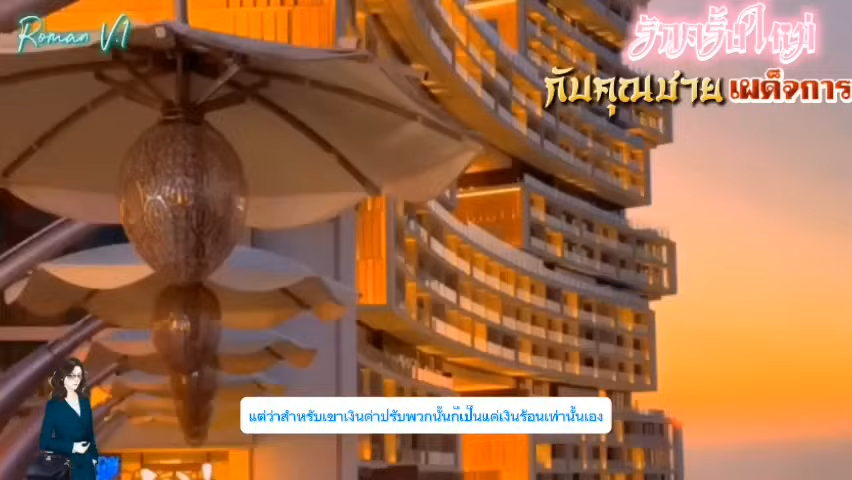 Roman V.1
รักครั้งใหญ่
กับคุณชาย เผด็จการ
แต่ว่าสำหรับเขาเงินค่าปรับพวกนั้นก็เป็นแค่เงินร้อนเท่านั้นเอง